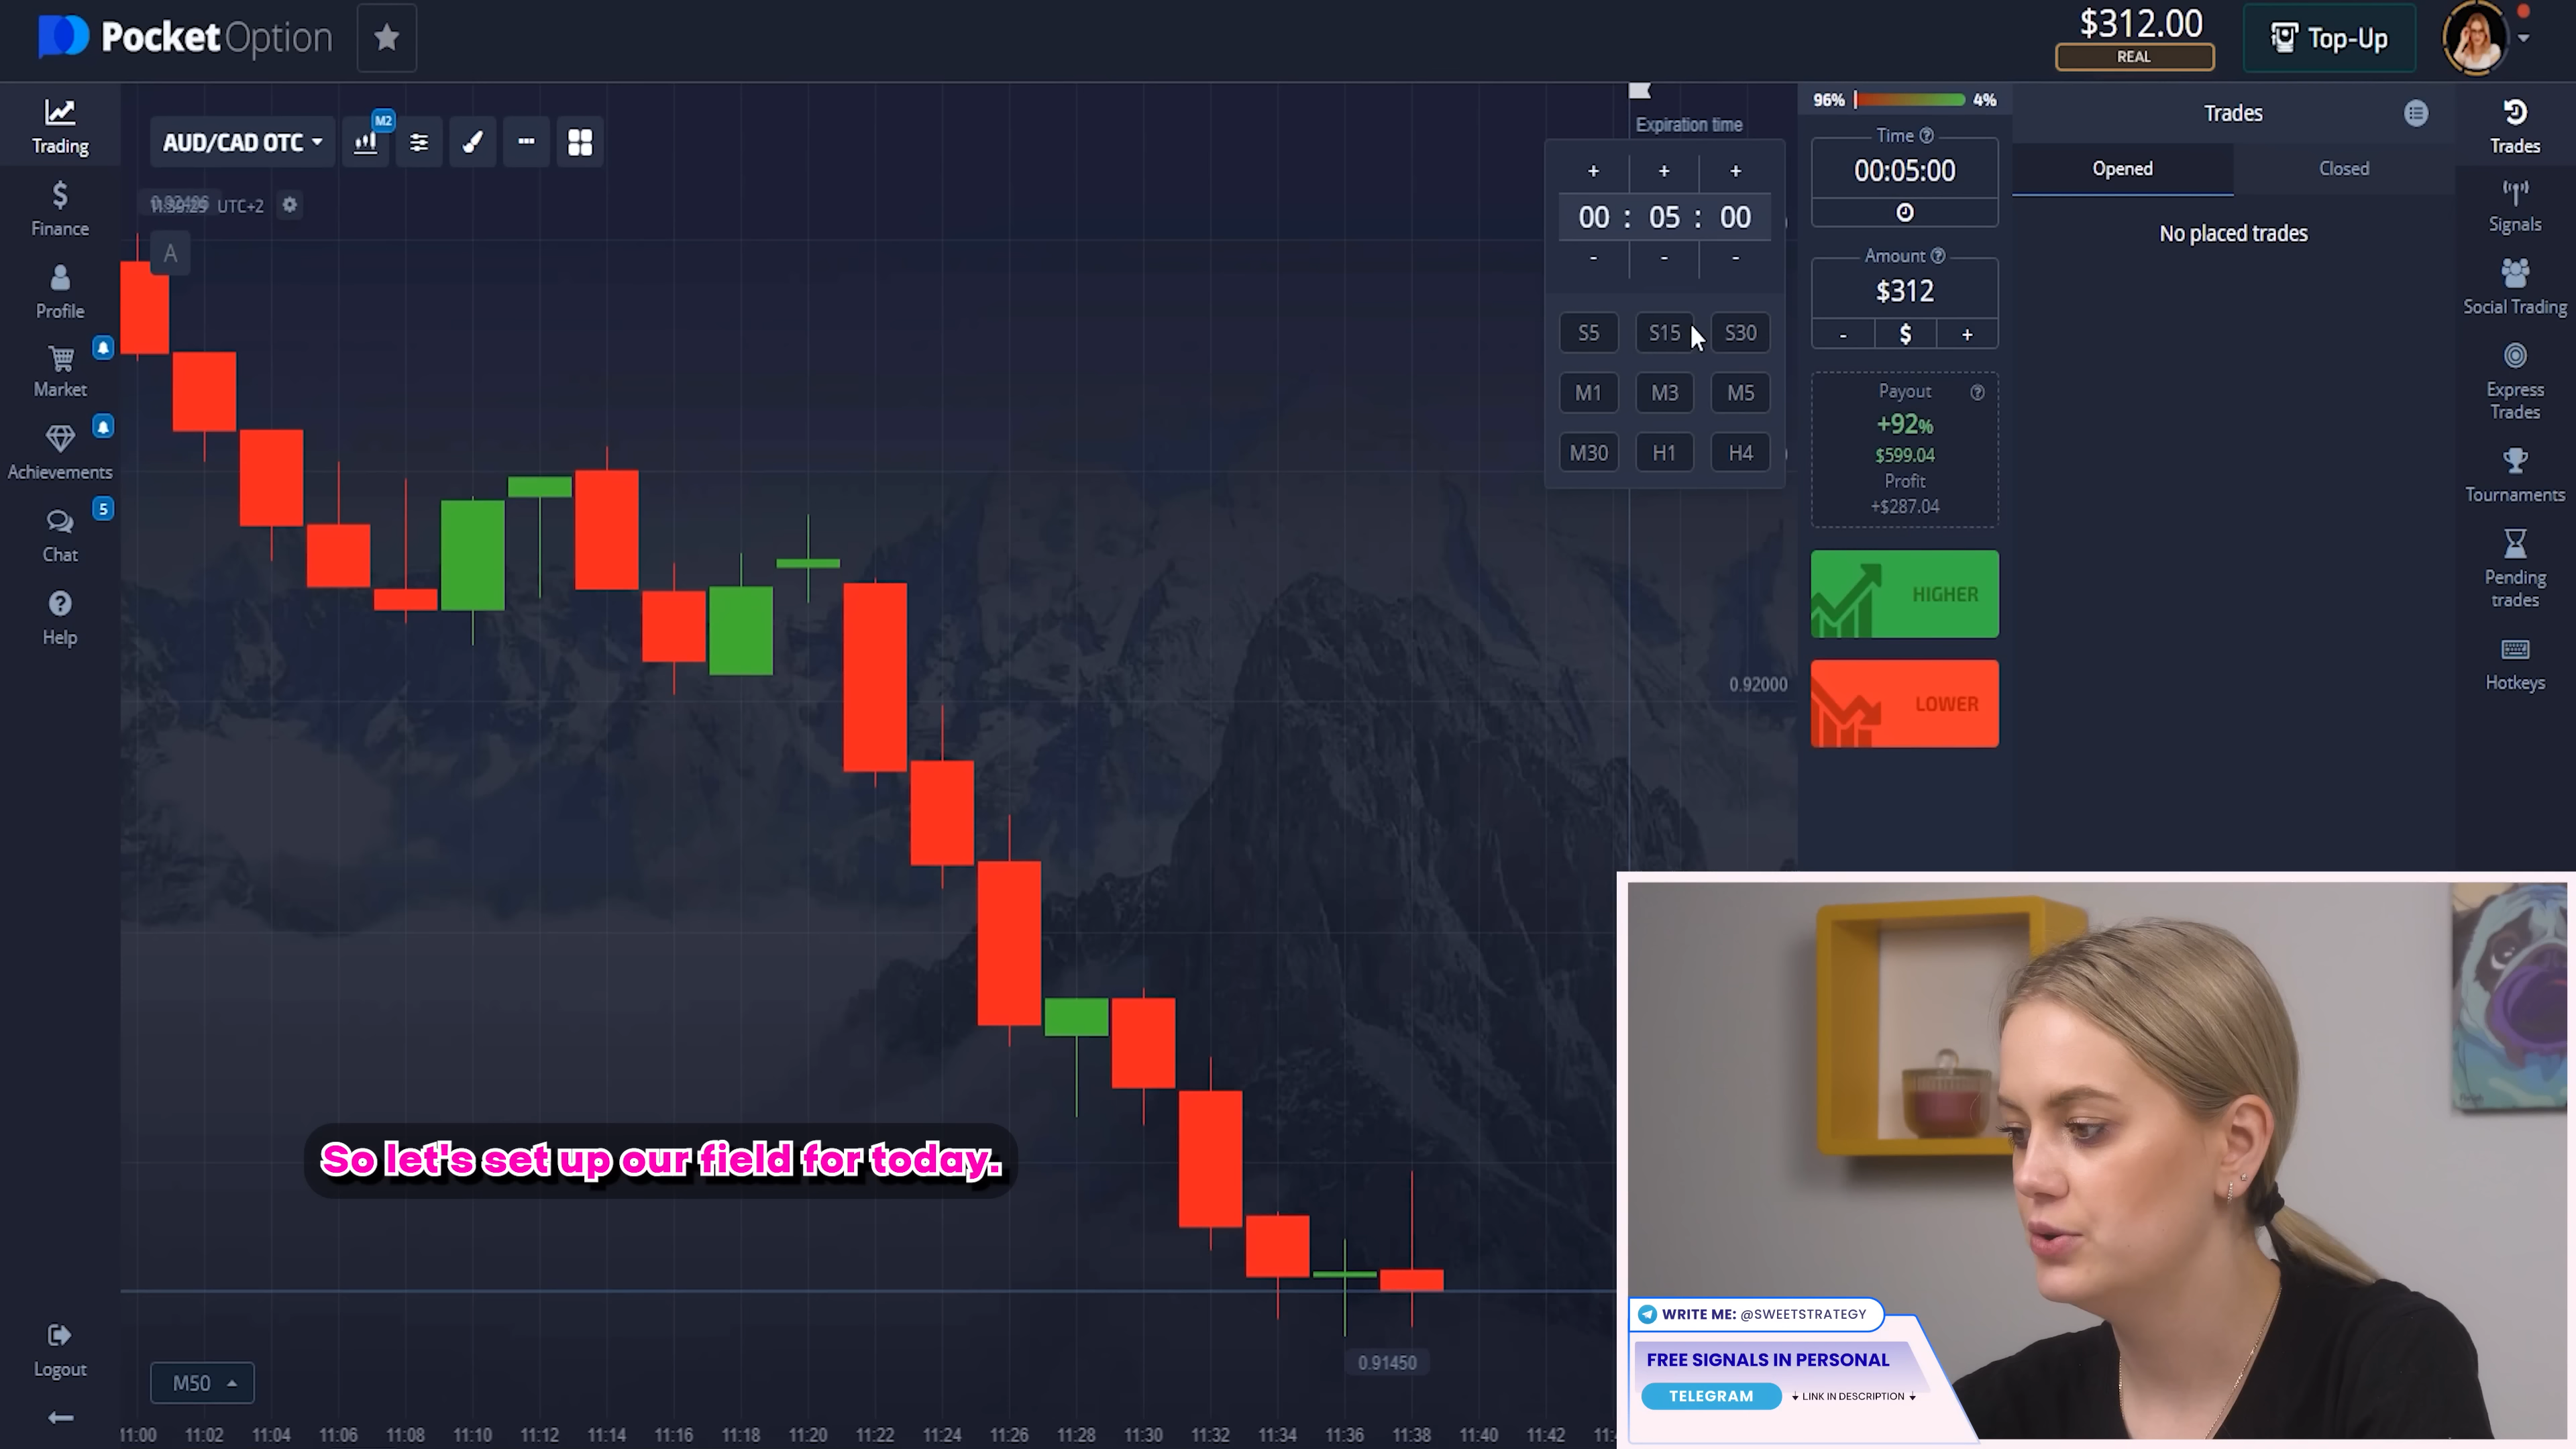 Pocket Option
$312.00
REAL
Top-Up
Trading
Finance
Profile
Market
Achievements
5
Chat
Help
Logout
AUD/CAD OTC
M2
...
UTC+2
A
Expiration time
+ + +
00 : 05 : 00
- - -
S5 S15 S30
M1 M3 M5
M30 H1 H4
96% 4%
Time
00:05:00
Amount
$312
- $ +
Payout
+92%
$599.04
Profit
+$287.04
HIGHER
LOWER
Trades
Opened Closed
No placed trades
Trades
Signals
Social Trading
Express
Trades
Tournaments
Pending
trades
Hotkeys
0.92000
0.91450
So let's set up our field for today.
M50
11:00 11:02 11:04 11:06 11:08 11:10 11:12 11:14 11:16 11:18 11:20 11:22 11:24 11:26 11:28 11:30 11:32 11:34 11:36 11:38 11:40 11:42
WRITE ME: @SWEETSTRATEGY
FREE SIGNALS IN PERSONAL
TELEGRAM
LINK IN DESCRIPTION